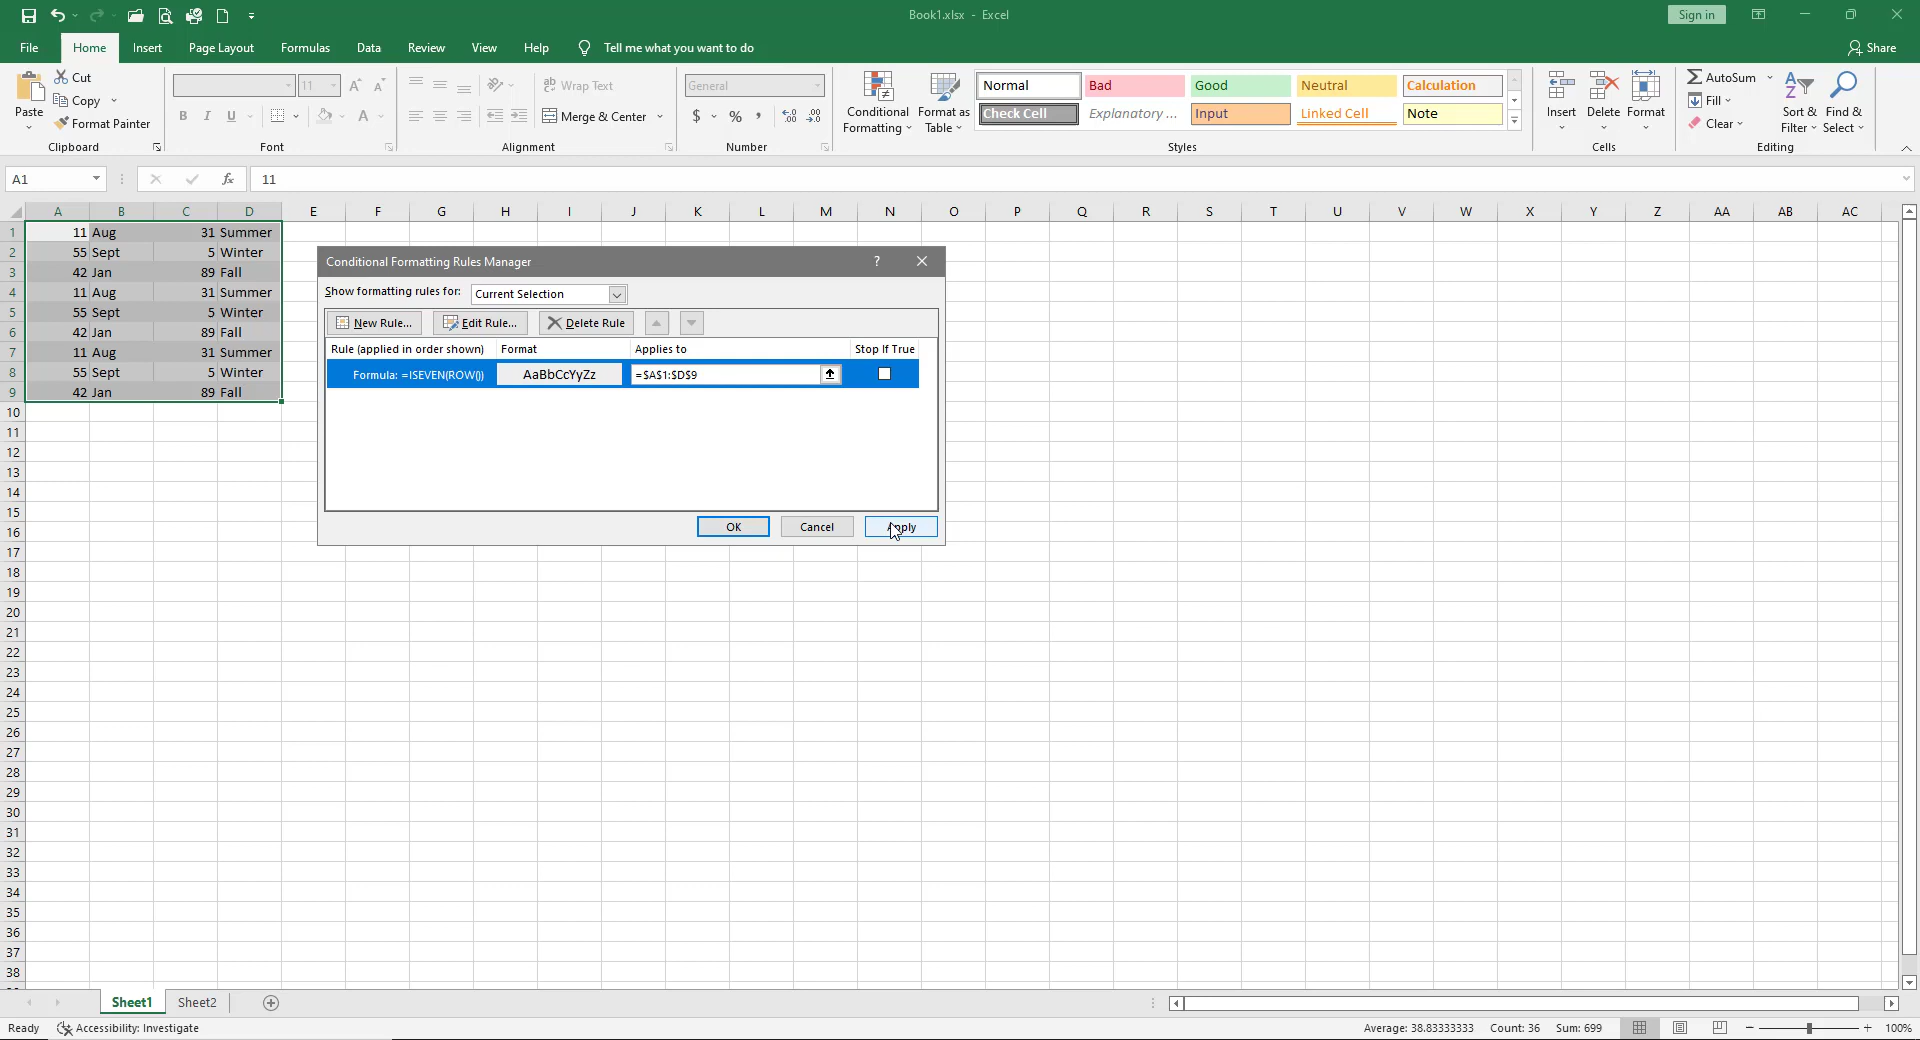 Book1.xlsx - Excel
Sign in
File Home Insert Page Layout Formulas Data Review View Help Tell me what you want to do Share
Paste
Cut
Copy
Format Painter
Clipboard
11
B I U A
Font
Wrap Text
Merge & Center
Alignment
General
$ % ,
Number
Conditional Formatting
Format as Table
Normal Bad Good Neutral Calculation
Check Cell Explanatory ... Input Linked Cell Note
Styles
Insert Delete Format
Cells
AutoSum
Fill
Clear
Sort & Filter
Find & Select
Editing
A1 fx 11
A B C D E F G H I J K L M N O P Q R S T U V W X Y Z AA AB AC
1 11 Aug 31 Summer
2 55 Sept 5 Winter
3 42 Jan 89 Fall
4 11 Aug 31 Summer
5 55 Sept 5 Winter
6 42 Jan 89 Fall
7 11 Aug 31 Summer
8 55 Sept 5 Winter
9 42 Jan 89 Fall
10
11
12
13
14
15
16
17
18
19
20
21
22
23
24
25
26
27
28
29
30
31
32
33
34
35
36
37
38
Conditional Formatting Rules Manager ?
Show formatting rules for: Current Selection
New Rule... Edit Rule... Delete Rule
Rule (applied in order shown) Format Applies to Stop If True
Formula: =ISEVEN(ROW()) AaBbCcYyZz =$A$1:$D$9
OK Cancel Apply
Sheet1 Sheet2
Ready Accessibility: Investigate Average: 38.83333333 Count: 36 Sum: 699 100%